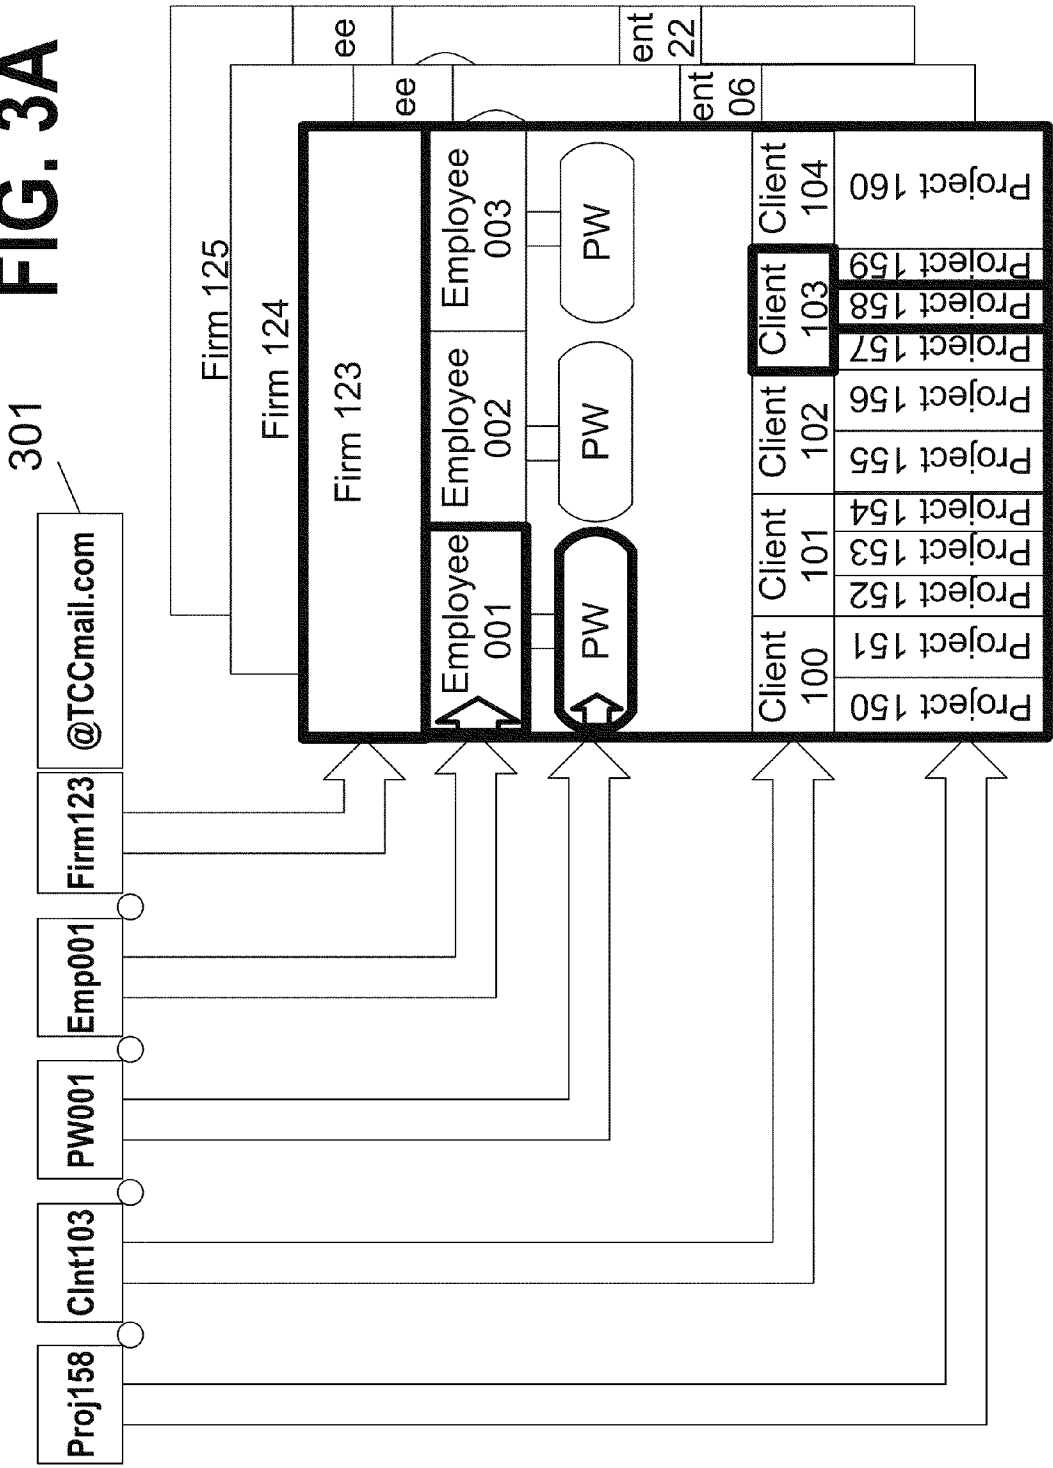 FIG. 3A
301
Proj158
Clnt103
PW001
Emp001
Firm123
@TCCmail.com
Firm 125
ee
ent
22
Firm 124
ee
ent
06
Firm 123
Employee
001
Employee
002
Employee
003
PW
PW
PW
Client
100
Client
101
Client
102
Client
103
Client
104
Project 150
Project 151
Project 152
Project 153
Project 154
Project 155
Project 156
Project 157
Project 158
Project 159
Project 160